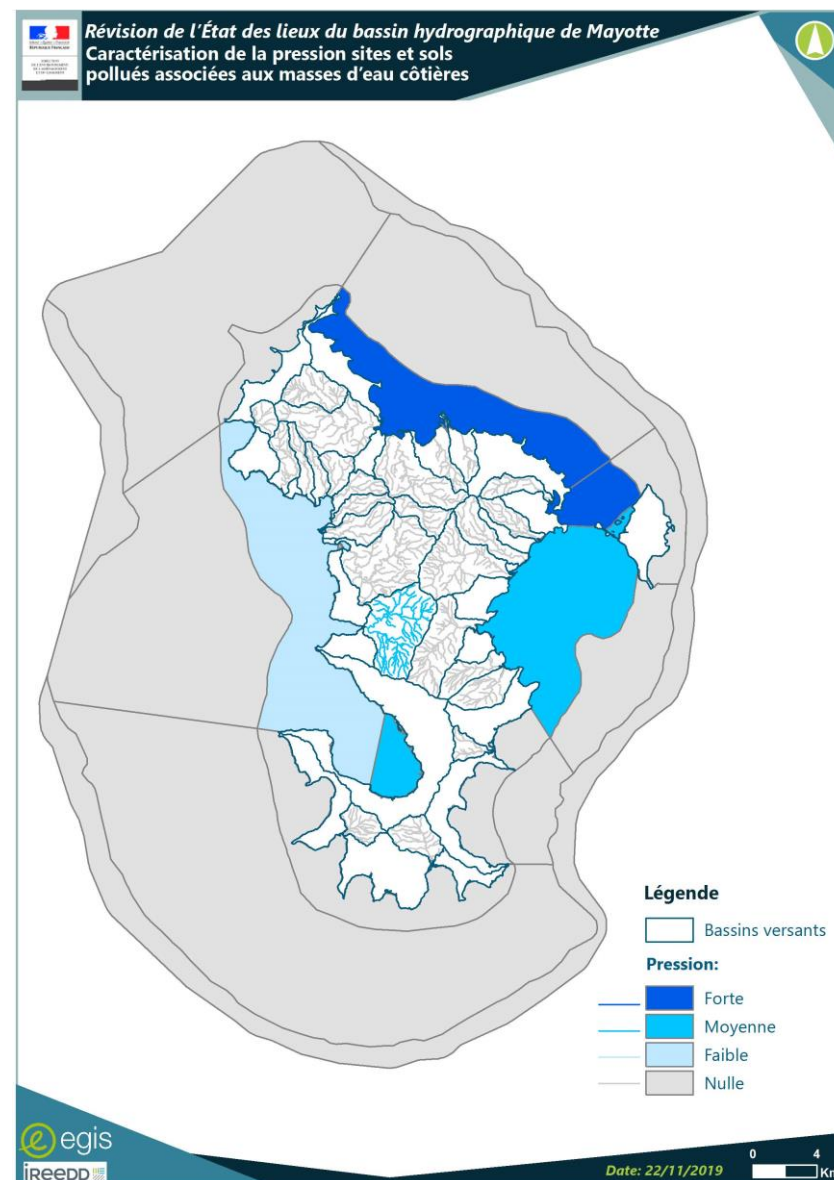 Révision de l'État des lieux du bassin hydrographique de Mayotte
Caractérisation de la pression sites et sols
pollués associées aux masses d'eau côtières
Légende
Bassins versants
Pression:
Forte
Moyenne
Faible
Nulle
egis
iREEDD
Date: 22/11/2019
0 4
Km